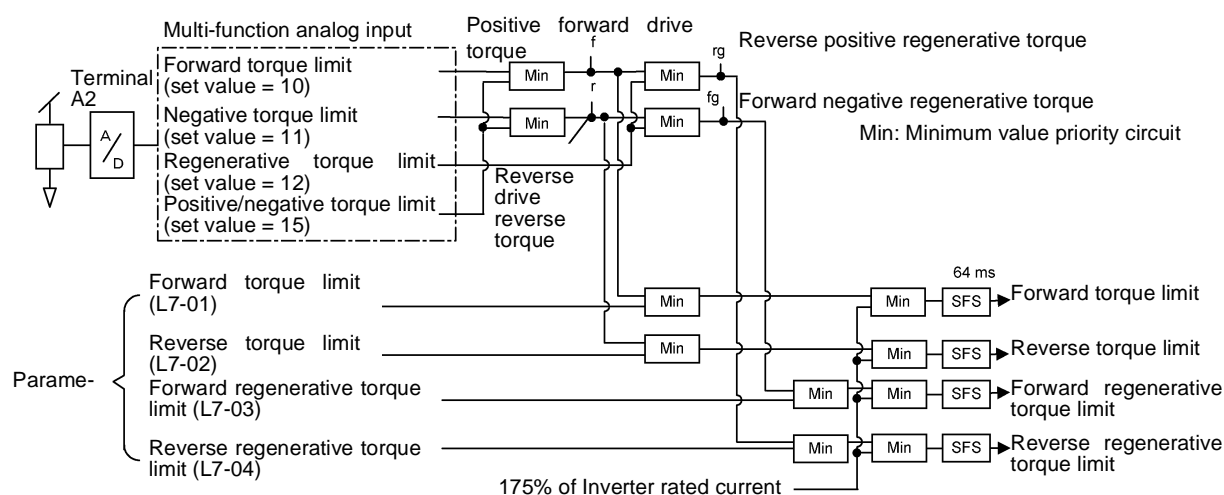 Multi-function analog input
Positive forward drive
torque
f
rg
Reverse positive regenerative torque
Terminal
A2
Forward torque limit
(set value = 10)
Min
Min
r
fg
Forward negative regenerative torque
Min: Minimum value priority circuit
A/D
Negative torque limit
(set value = 11)
Min
Min
Regenerative torque limit
(set value = 12)
Positive/negative torque limit
(set value = 15)
Reverse
drive
reverse
torque
Parame-
Forward torque limit
(L7-01)
Min
Min
64 ms
SFS
Forward torque limit
Reverse torque limit
(L7-02)
Min
Min
SFS
Reverse torque limit
Forward regenerative torque
limit (L7-03)
Min
Min
SFS
Forward regenerative
torque limit
Reverse regenerative torque
limit (L7-04)
Min
Min
SFS
Reverse regenerative
torque limit
175% of Inverter rated current